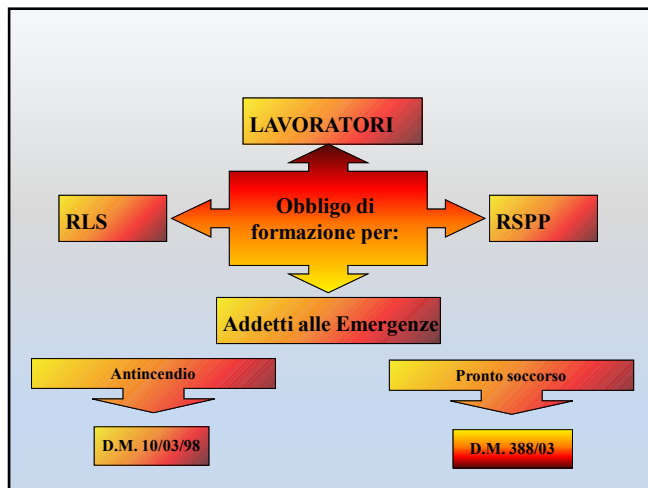 LAVORATORI
RLS
Obbligo di
formazione per:
RSPP
Addetti alle Emergenze
Antincendio
Pronto soccorso
D.M. 10/03/98
D.M. 388/03